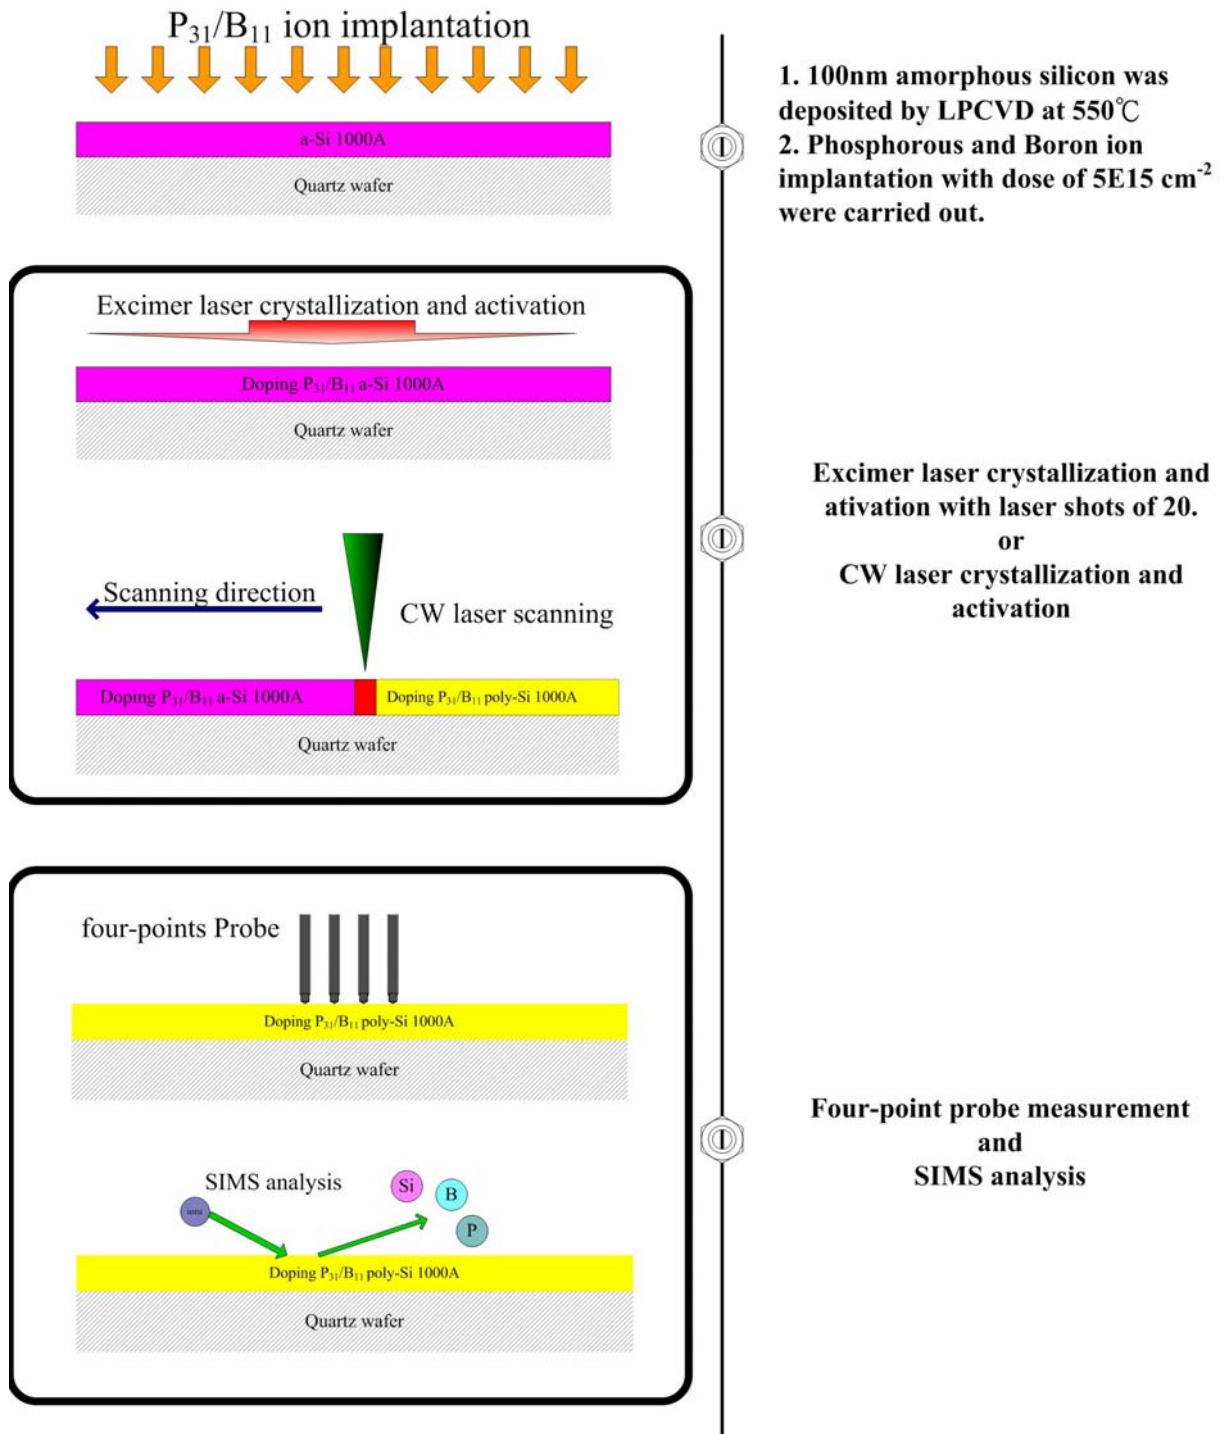 P₃₁/B₁₁ ion implantation
a-Si 1000A
Quartz wafer
1. 100nm amorphous silicon was
deposited by LPCVD at 550℃
2. Phosphorous and Boron ion
implantation with dose of 5E15 cm⁻²
were carried out.
Excimer laser crystallization and activation
Doping P₃₁/B₁₁ a-Si 1000A
Quartz wafer
Scanning direction
CW laser scanning
Doping P₃₁/B₁₁ a-Si 1000A
Doping P₃₁/B₁₁ poly-Si 1000A
Quartz wafer
Excimer laser crystallization and
ativation with laser shots of 20.
or
CW laser crystallization and
activation
four-points Probe
Doping P₃₁/B₁₁ poly-Si 1000A
Quartz wafer
SIMS analysis
ions
Si
B
P
Doping P₃₁/B₁₁ poly-Si 1000A
Quartz wafer
Four-point probe measurement
and
SIMS analysis